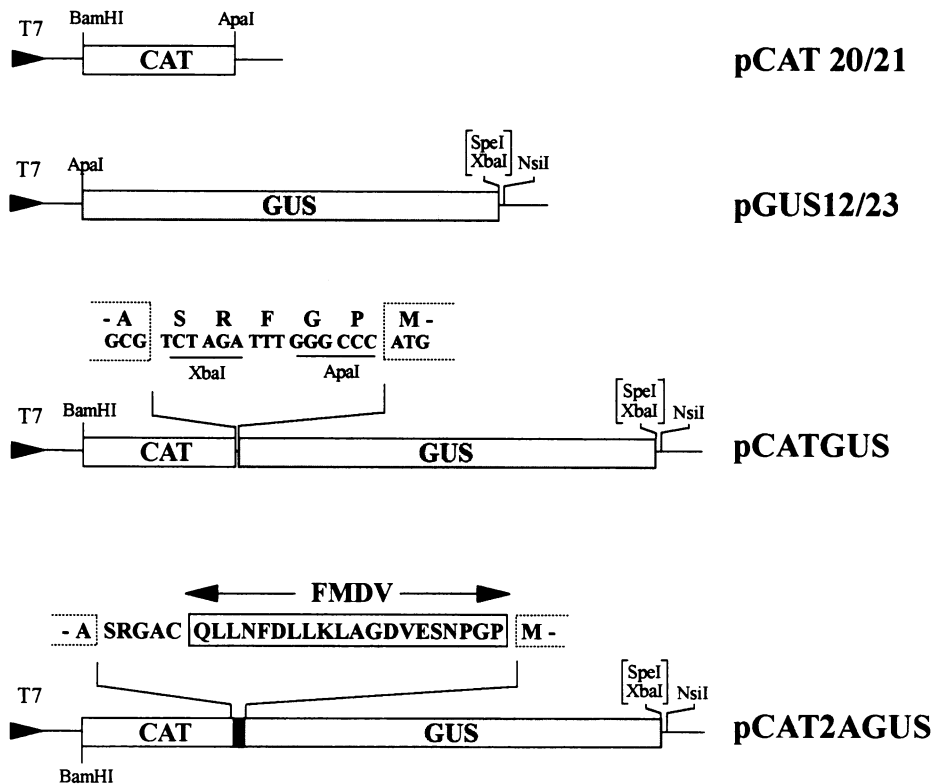 T7 BamHI ApaI
CAT
pCAT 20/21
T7 ApaI [SpeI XbaI] NsiI
GUS
pGUS12/23
- A S R F G P M -
GCG TCT AGA TTT GGG CCC ATG
XbaI ApaI
T7 BamHI [SpeI XbaI] NsiI
CAT GUS
pCATGUS
FMDV
- A SRGAC QLLNFDLLKLAGDVESNPGP M -
T7 [SpeI XbaI] NsiI
CAT GUS
pCAT2AGUS
BamHI